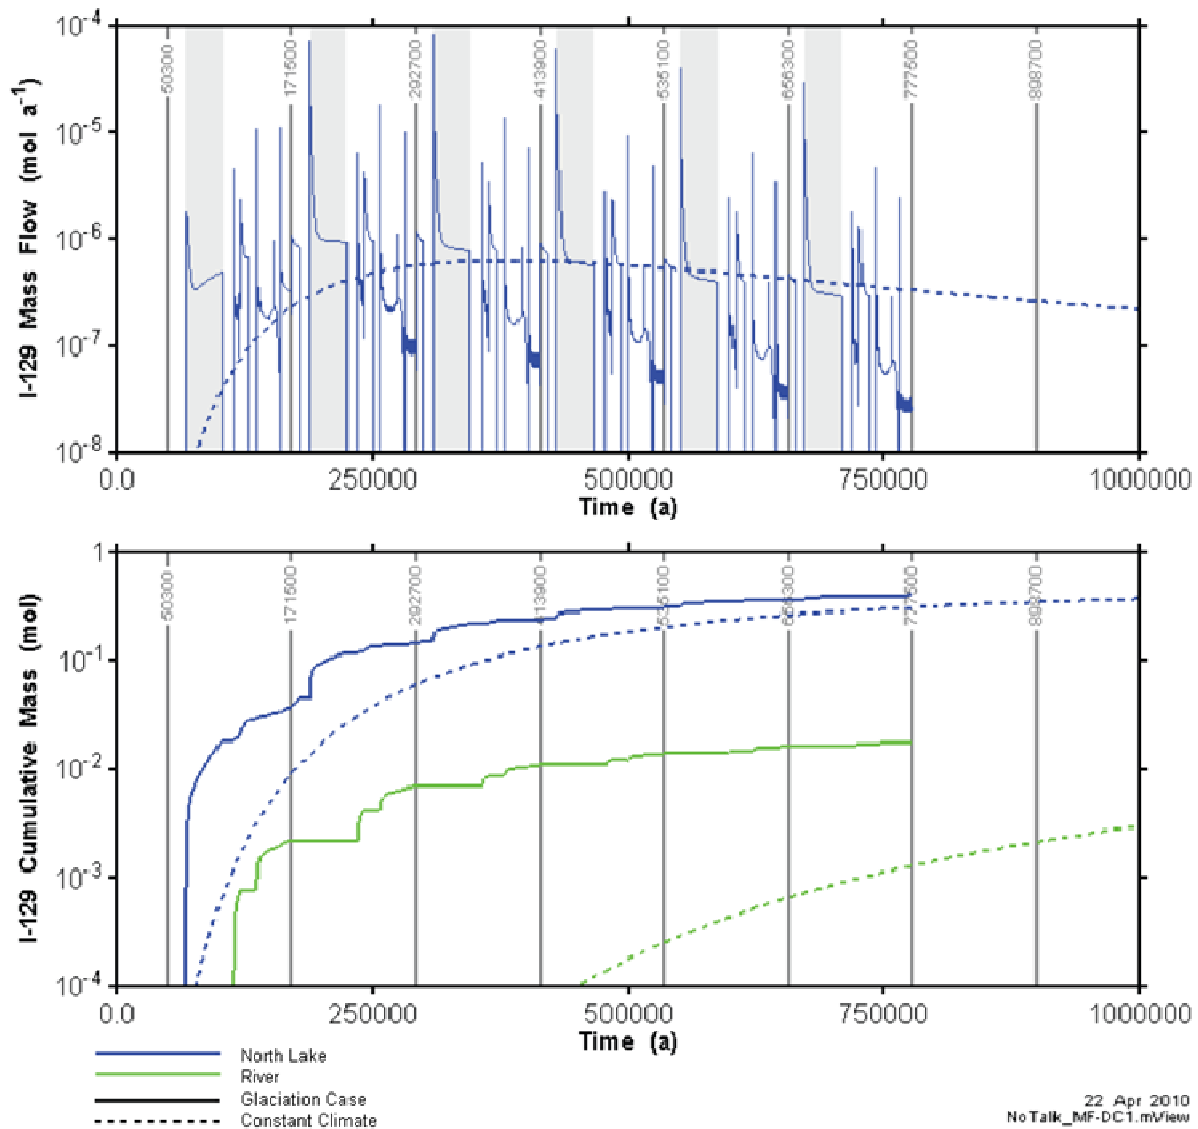 10-4
50300
171500
292700
413900
535100
656300
777500
898700
10-5
10-6
10-7
10-8
I-129 Mass Flow (mol a-1)
0.0 250000 500000 750000 1000000
Time (a)
1
50300
171500
292700
413900
535100
656300
777500
898700
10-1
10-2
10-3
10-4
I-129 Cumulative Mass (mol)
0.0 250000 500000 750000 1000000
Time (a)
North Lake
River
Glaciation Case
Constant Climate
22 Apr 2010
NoTalk_MF-DC1.mView